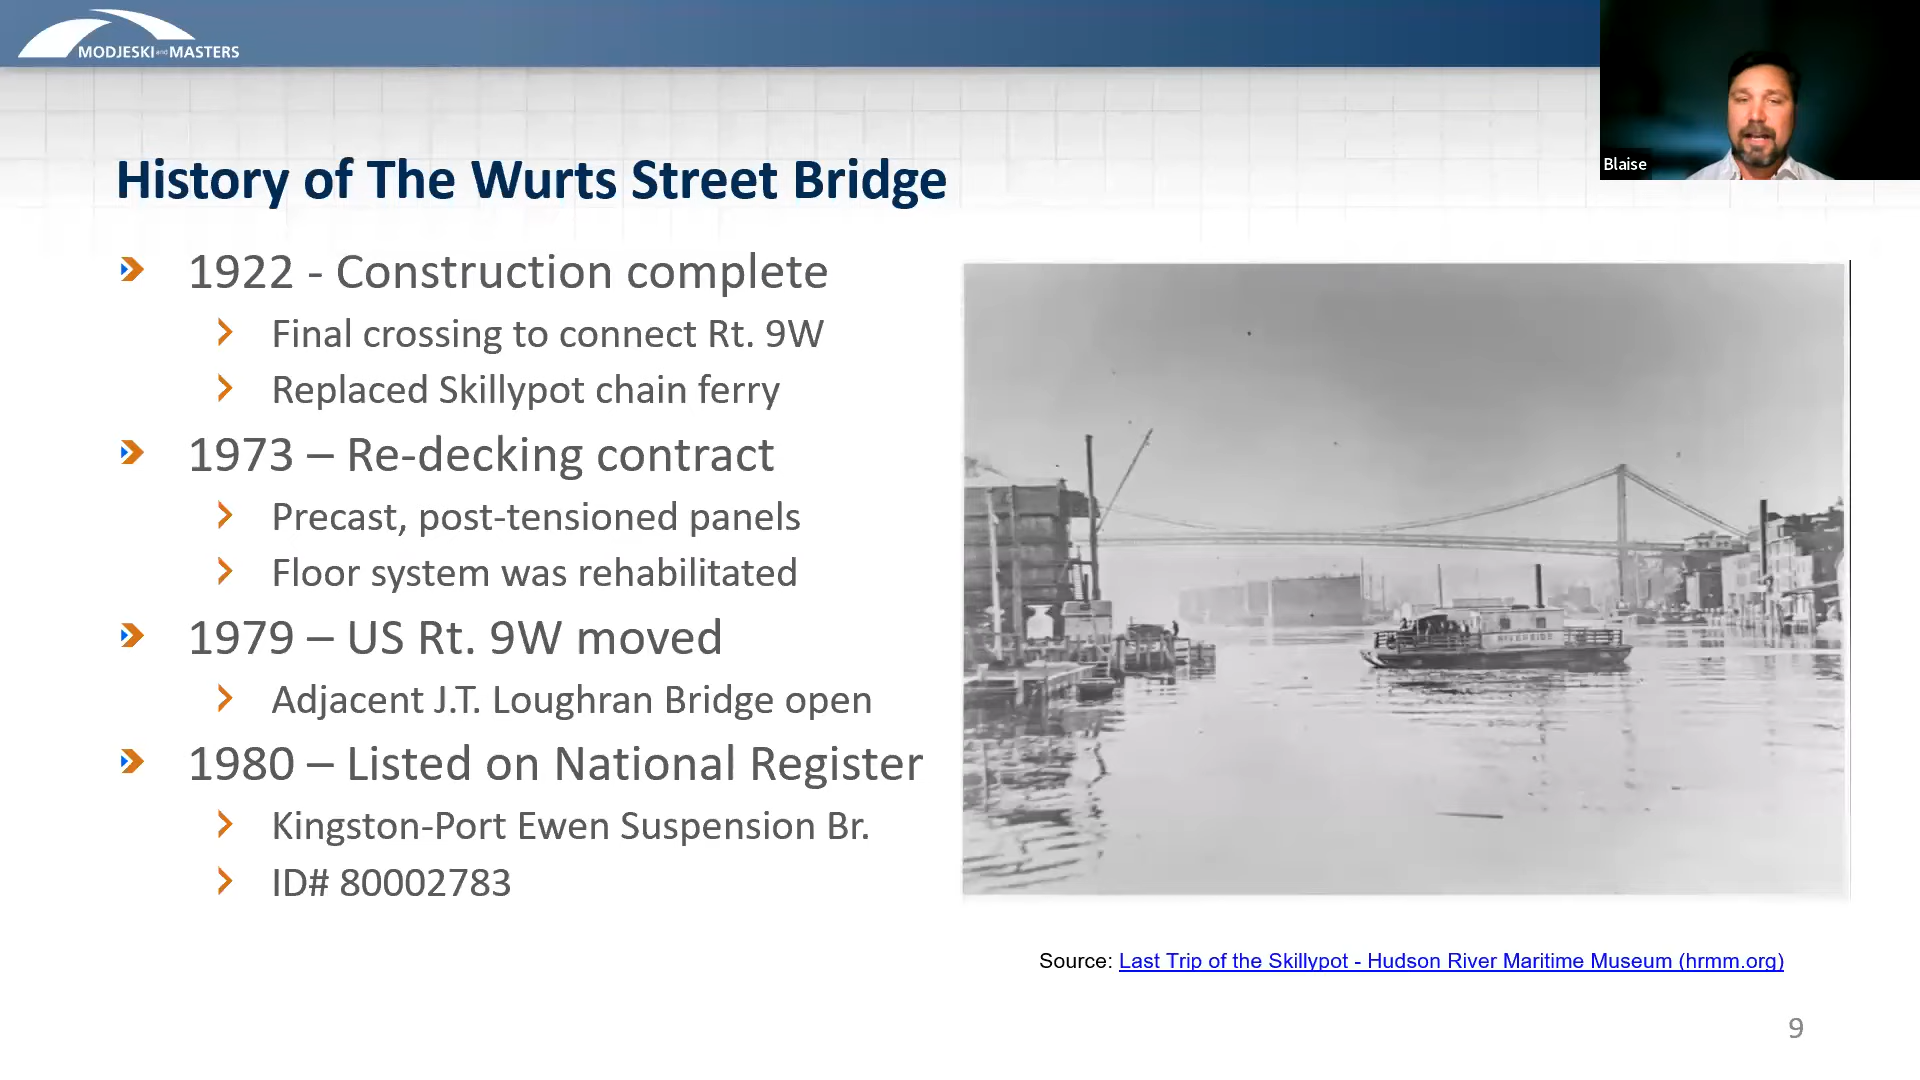 MODJESKI and MASTERS
Blaise
History of The Wurts Street Bridge
1922 - Construction complete
Final crossing to connect Rt. 9W
Replaced Skillypot chain ferry
1973 – Re-decking contract
Precast, post-tensioned panels
Floor system was rehabilitated
1979 – US Rt. 9W moved
Adjacent J.T. Loughran Bridge open
1980 – Listed on National Register
Kingston-Port Ewen Suspension Br.
ID# 80002783
RIVERSIDE
Source: Last Trip of the Skillypot - Hudson River Maritime Museum (hrmm.org)
9